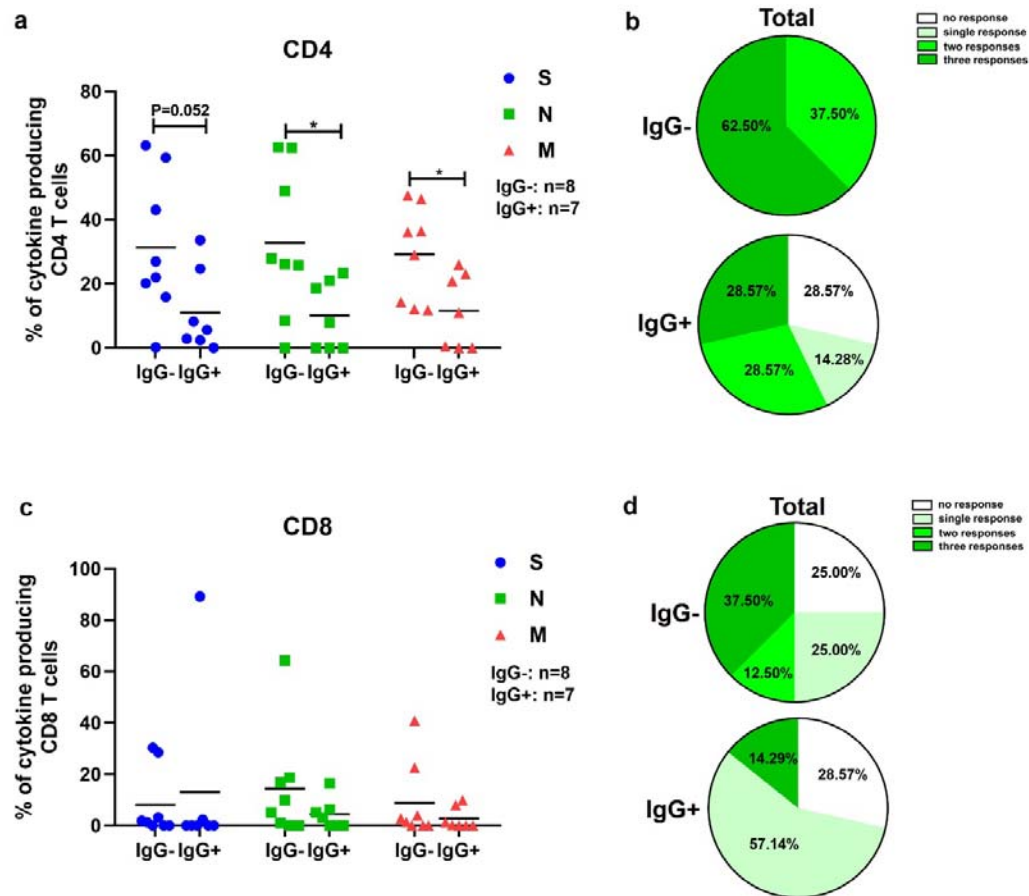 a
CD4
% of cytokine producing
CD4 T cells
80
60
40
20
0
P=0.052
*
*
IgG- IgG+
IgG- IgG+
IgG- IgG+
S
N
M
IgG-: n=8
IgG+: n=7
b
Total
no response
single response
two responses
three responses
IgG-
62.50%
37.50%
IgG+
28.57%
28.57%
28.57%
14.28%
c
CD8
% of cytokine producing
CD8 T cells
100
80
60
40
20
0
IgG- IgG+
IgG- IgG+
IgG- IgG+
S
N
M
IgG-: n=8
IgG+: n=7
d
Total
no response
single response
two responses
three responses
IgG-
37.50%
25.00%
12.50%
25.00%
IgG+
14.29%
28.57%
57.14%